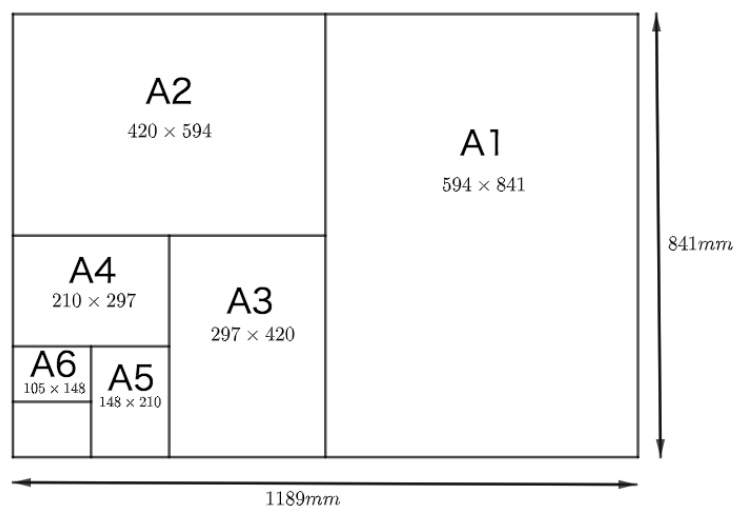 A2
420 × 594
A1
594 × 841
841mm
A4
210 × 297
A3
297 × 420
A6
105 × 148
A5
148 × 210
1189mm